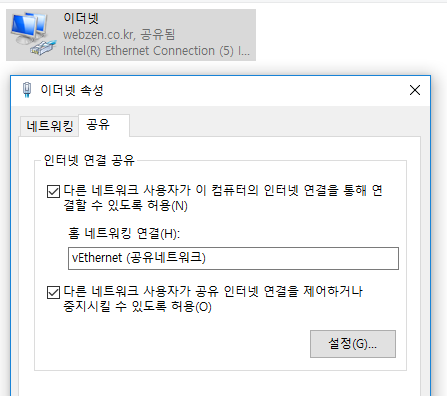 이더넷
webzen.co.kr, 공유됨
Intel(R) Ethernet Connection (5) I...
이더넷 속성
네트워킹 공유
인터넷 연결 공유
다른 네트워크 사용자가 이 컴퓨터의 인터넷 연결을 통해 연
결할 수 있도록 허용(N)
홈 네트워킹 연결(H):
vEthernet (공유네트워크)
다른 네트워크 사용자가 공유 인터넷 연결을 제어하거나
중지시킬 수 있도록 허용(O)
설정(G)...